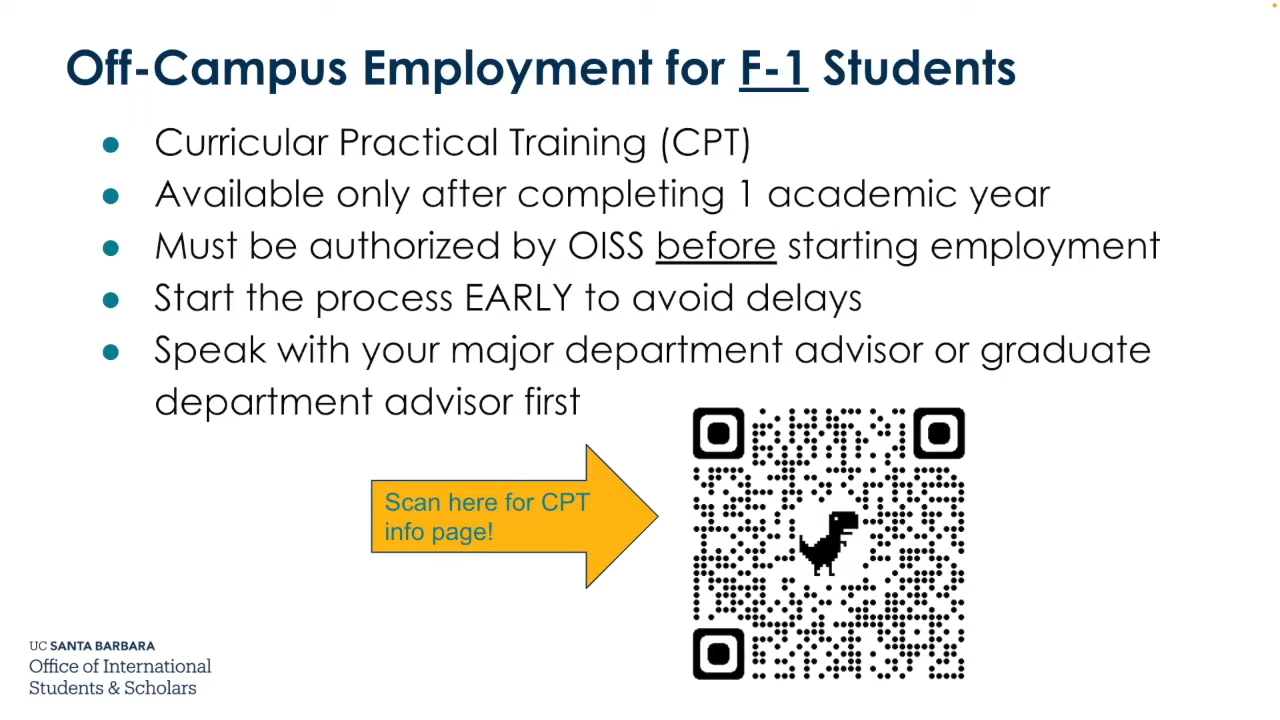 Off-Campus Employment for F-1 Students
● Curricular Practical Training (CPT)
● Available only after completing 1 academic year
● Must be authorized by OISS before starting employment
● Start the process EARLY to avoid delays
● Speak with your major department advisor or graduate
department advisor first
Scan here for CPT
info page!
UC SANTA BARBARA
Office of International
Students & Scholars